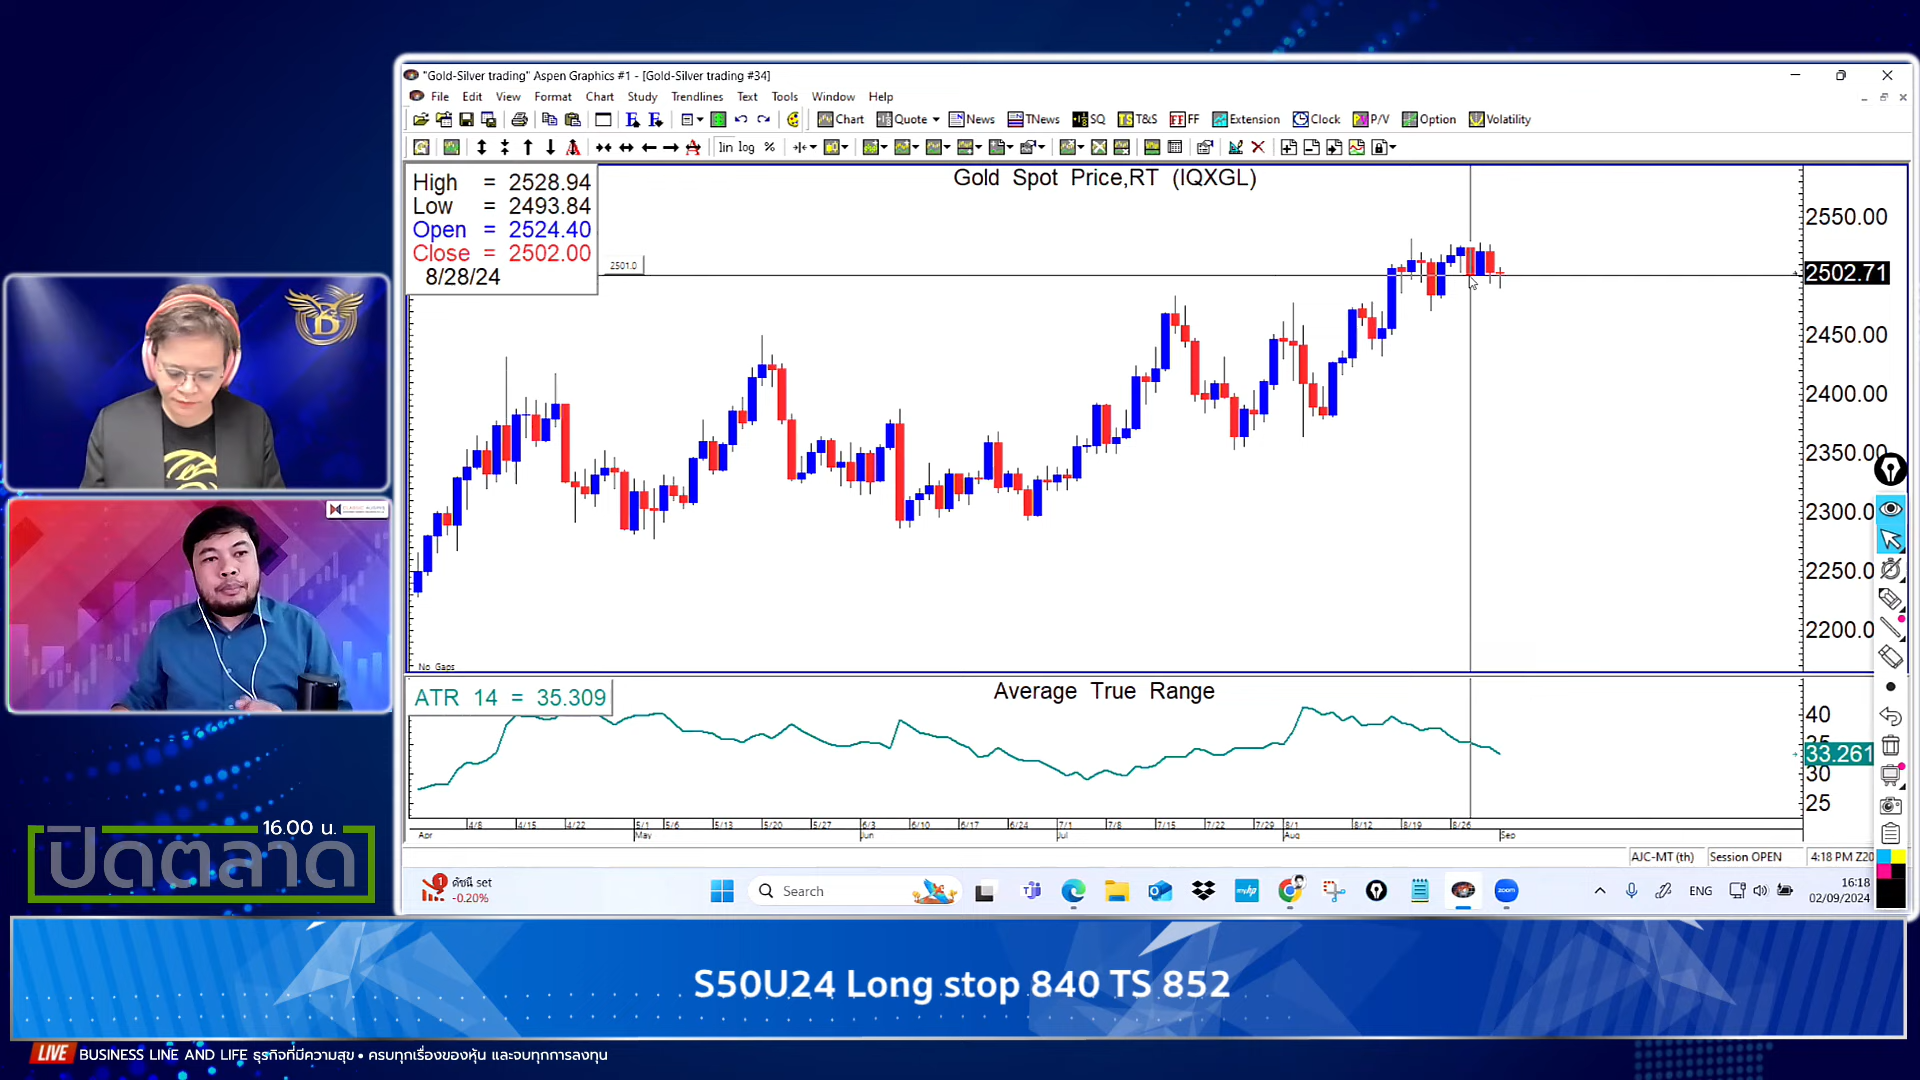 "Gold-Silver trading" Aspen Graphics #1 - [Gold-Silver trading #34]
File Edit View Format Chart Study Trendlines Text Tools Window Help
Chart Quote News TNews SQ T&S FF Extension Clock P/V Option Volatility
lin log %
High = 2528.94
Low = 2493.84
Open = 2524.40
Close = 2502.00
8/28/24
Gold Spot Price,RT (IQXGL)
2501.0
2550.00
2502.71
2450.00
2400.00
2350.00
2300.0
2250.0
2200.0
No Gaps
ATR 14 = 35.309
Average True Range
40
35
33.261
30
25
4/8 4/15 4/22 5/1 5/6 5/13 5/20 5/27 6/3 6/10 6/17 6/24 7/1 7/8 7/15 7/22 7/29 8/1 8/12 8/19 8/26
Apr May Jun Jul Aug Sep
AJC-MT (th) Session OPEN 4:18 PM Z20
1
ดัชนี set
-0.20%
Search
myhp
zoom
ENG
16:18
02/09/2024
16.00 น.
ปิดตลาด
S50U24 Long stop 840 TS 852
LIVE BUSINESS LINE AND LIFE ธุรกิจที่มีความสุข • ครบทุกเรื่องของหุ้น และจบทุกการลงทุน